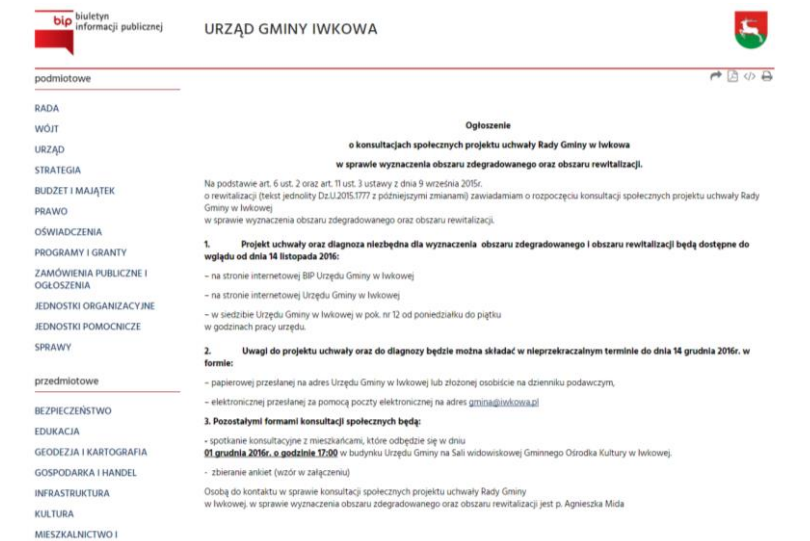 bip
biuletyn
informacji publicznej
URZĄD GMINY IWKOWA
podmiotowe
RADA
WÓJT
URZĄD
STRATEGIA
BUDŻET I MAJĄTEK
PRAWO
OŚWIADCZENIA
PROGRAMY I GRANTY
ZAMÓWIENIA PUBLICZNE I
OGŁOSZENIA
JEDNOSTKI ORGANIZACYJNE
JEDNOSTKI POMOCNICZE
SPRAWY
przedmiotowe
BEZPIECZEŃSTWO
EDUKACJA
GEODEZJA I KARTOGRAFIA
GOSPODARKA I HANDEL
INFRASTRUKTURA
KULTURA
MIESZKALNICTWO I
Ogłoszenie
o konsultacjach społecznych projektu uchwały Rady Gminy w Iwkowa
w sprawie wyznaczenia obszaru zdegradowanego oraz obszaru rewitalizacji.
Na podstawie art. 6 ust. 2 oraz art. 11 ust. 3 ustawy z dnia 9 września 2015r.
o rewitalizacji (tekst jednolity Dz.U.2015.1777 z późniejszymi zmianami) zawiadamiam o rozpoczęciu konsultacji społecznych projektu uchwały Rady
Gminy w Iwkowej
w sprawie wyznaczenia obszaru zdegradowanego oraz obszaru rewitalizacji.
1. Projekt uchwały oraz diagnoza niezbędna dla wyznaczenia obszaru zdegradowanego i obszaru rewitalizacji będą dostępne do
wglądu od dnia 14 listopada 2016:
– na stronie internetowej BIP Urzędu Gminy w Iwkowej
– na stronie internetowej Urzędu Gminy w Iwkowej
– w siedzibie Urzędu Gminy w Iwkowej w pok. nr 12 od poniedziałku do piątku
w godzinach pracy urzędu.
2. Uwagi do projektu uchwały oraz do diagnozy będzie można składać w nieprzekraczalnym terminie do dnia 14 grudnia 2016r. w
formie:
– papierowej przesłanej na adres Urzędu Gminy w Iwkowej lub złożonej osobiście na dzienniku podawczym,
– elektronicznej przesłanej za pomocą poczty elektronicznej na adres gmina@iwkowa.pl
3. Pozostałymi formami konsultacji społecznych będą:
- spotkanie konsultacyjne z mieszkańcami, które odbędzie się w dniu
01 grudnia 2016r. o godzinie 17:00 w budynku Urzędu Gminy na Sali widowiskowej Gminnego Ośrodka Kultury w Iwkowej.
- zbieranie ankiet (wzór w załączeniu)
Osobą do kontaktu w sprawie konsultacji społecznych projektu uchwały Rady Gminy
w Iwkowej. w sprawie wyznaczenia obszaru zdegradowanego oraz obszaru rewitalizacji jest p. Agnieszka Mida